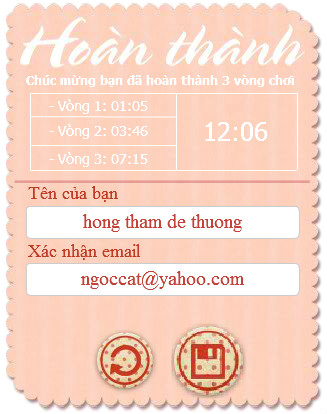 Hoàn thành
Chúc mừng bạn đã hoàn thành 3 vòng chơi
- Vòng 1: 01:05
- Vòng 2: 03:46
- Vòng 3: 07:15
12:06
Tên của bạn
hong tham de thuong
Xác nhận email
ngoccat@yahoo.com